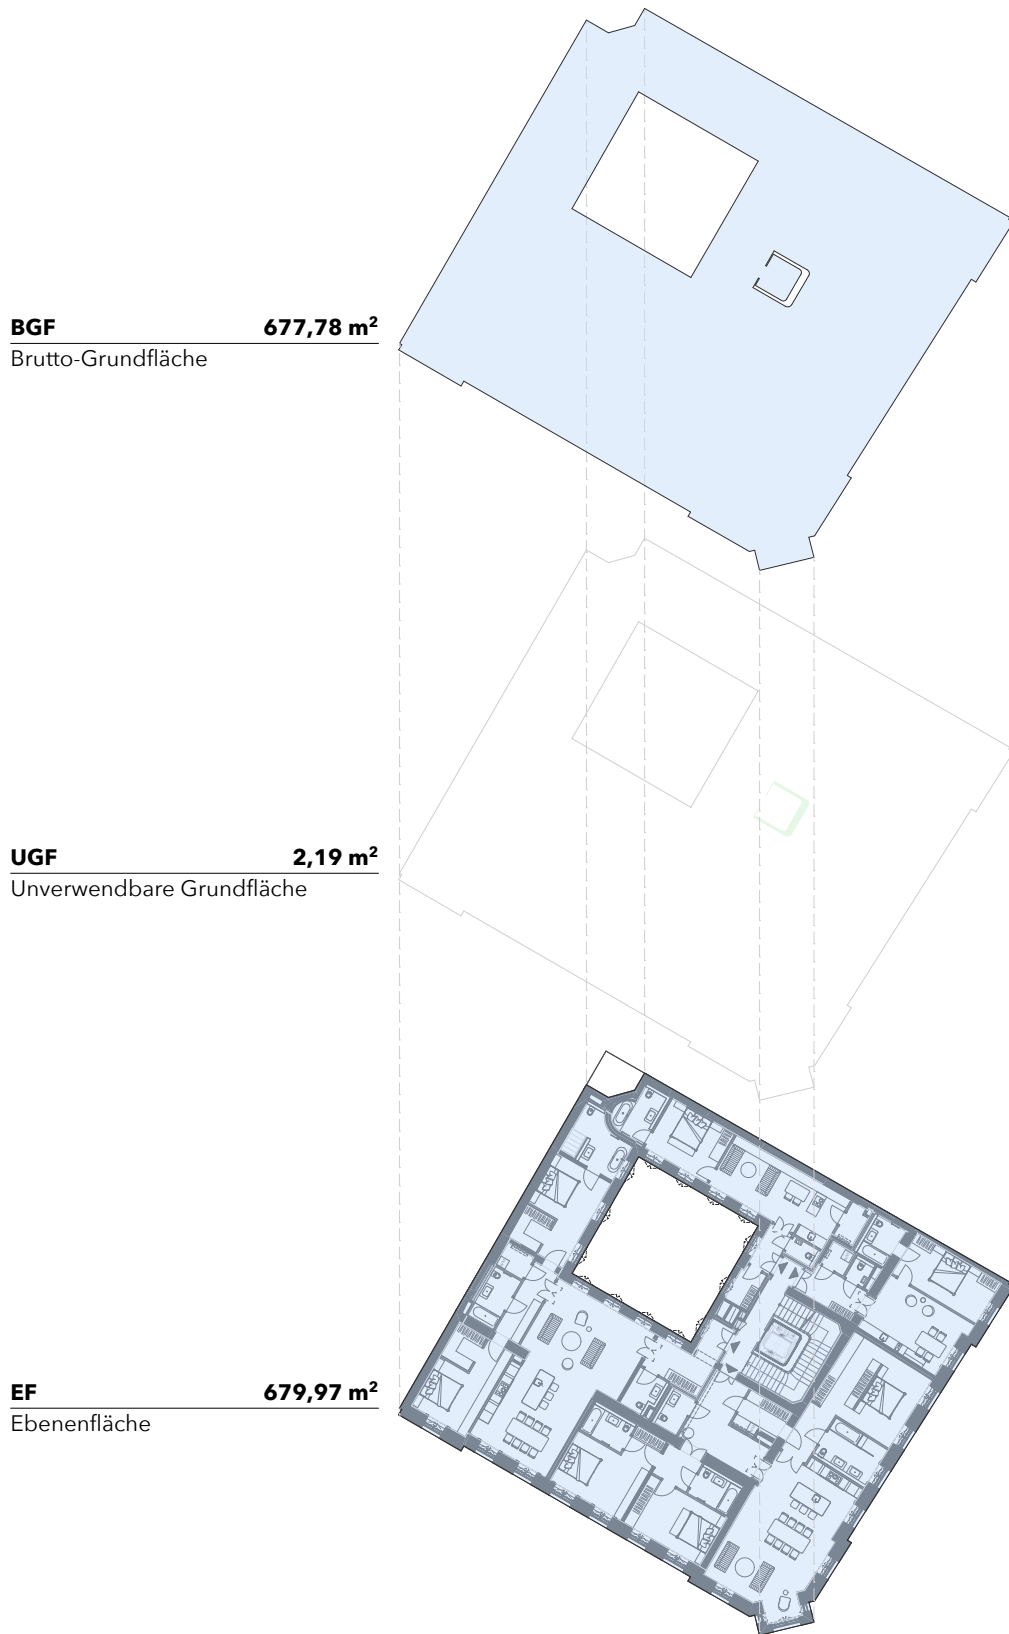 BGF 677,78 m²
Brutto-Grundfläche
UGF 2,19 m²
Unverwendbare Grundfläche
EF 679,97 m²
Ebenenfläche